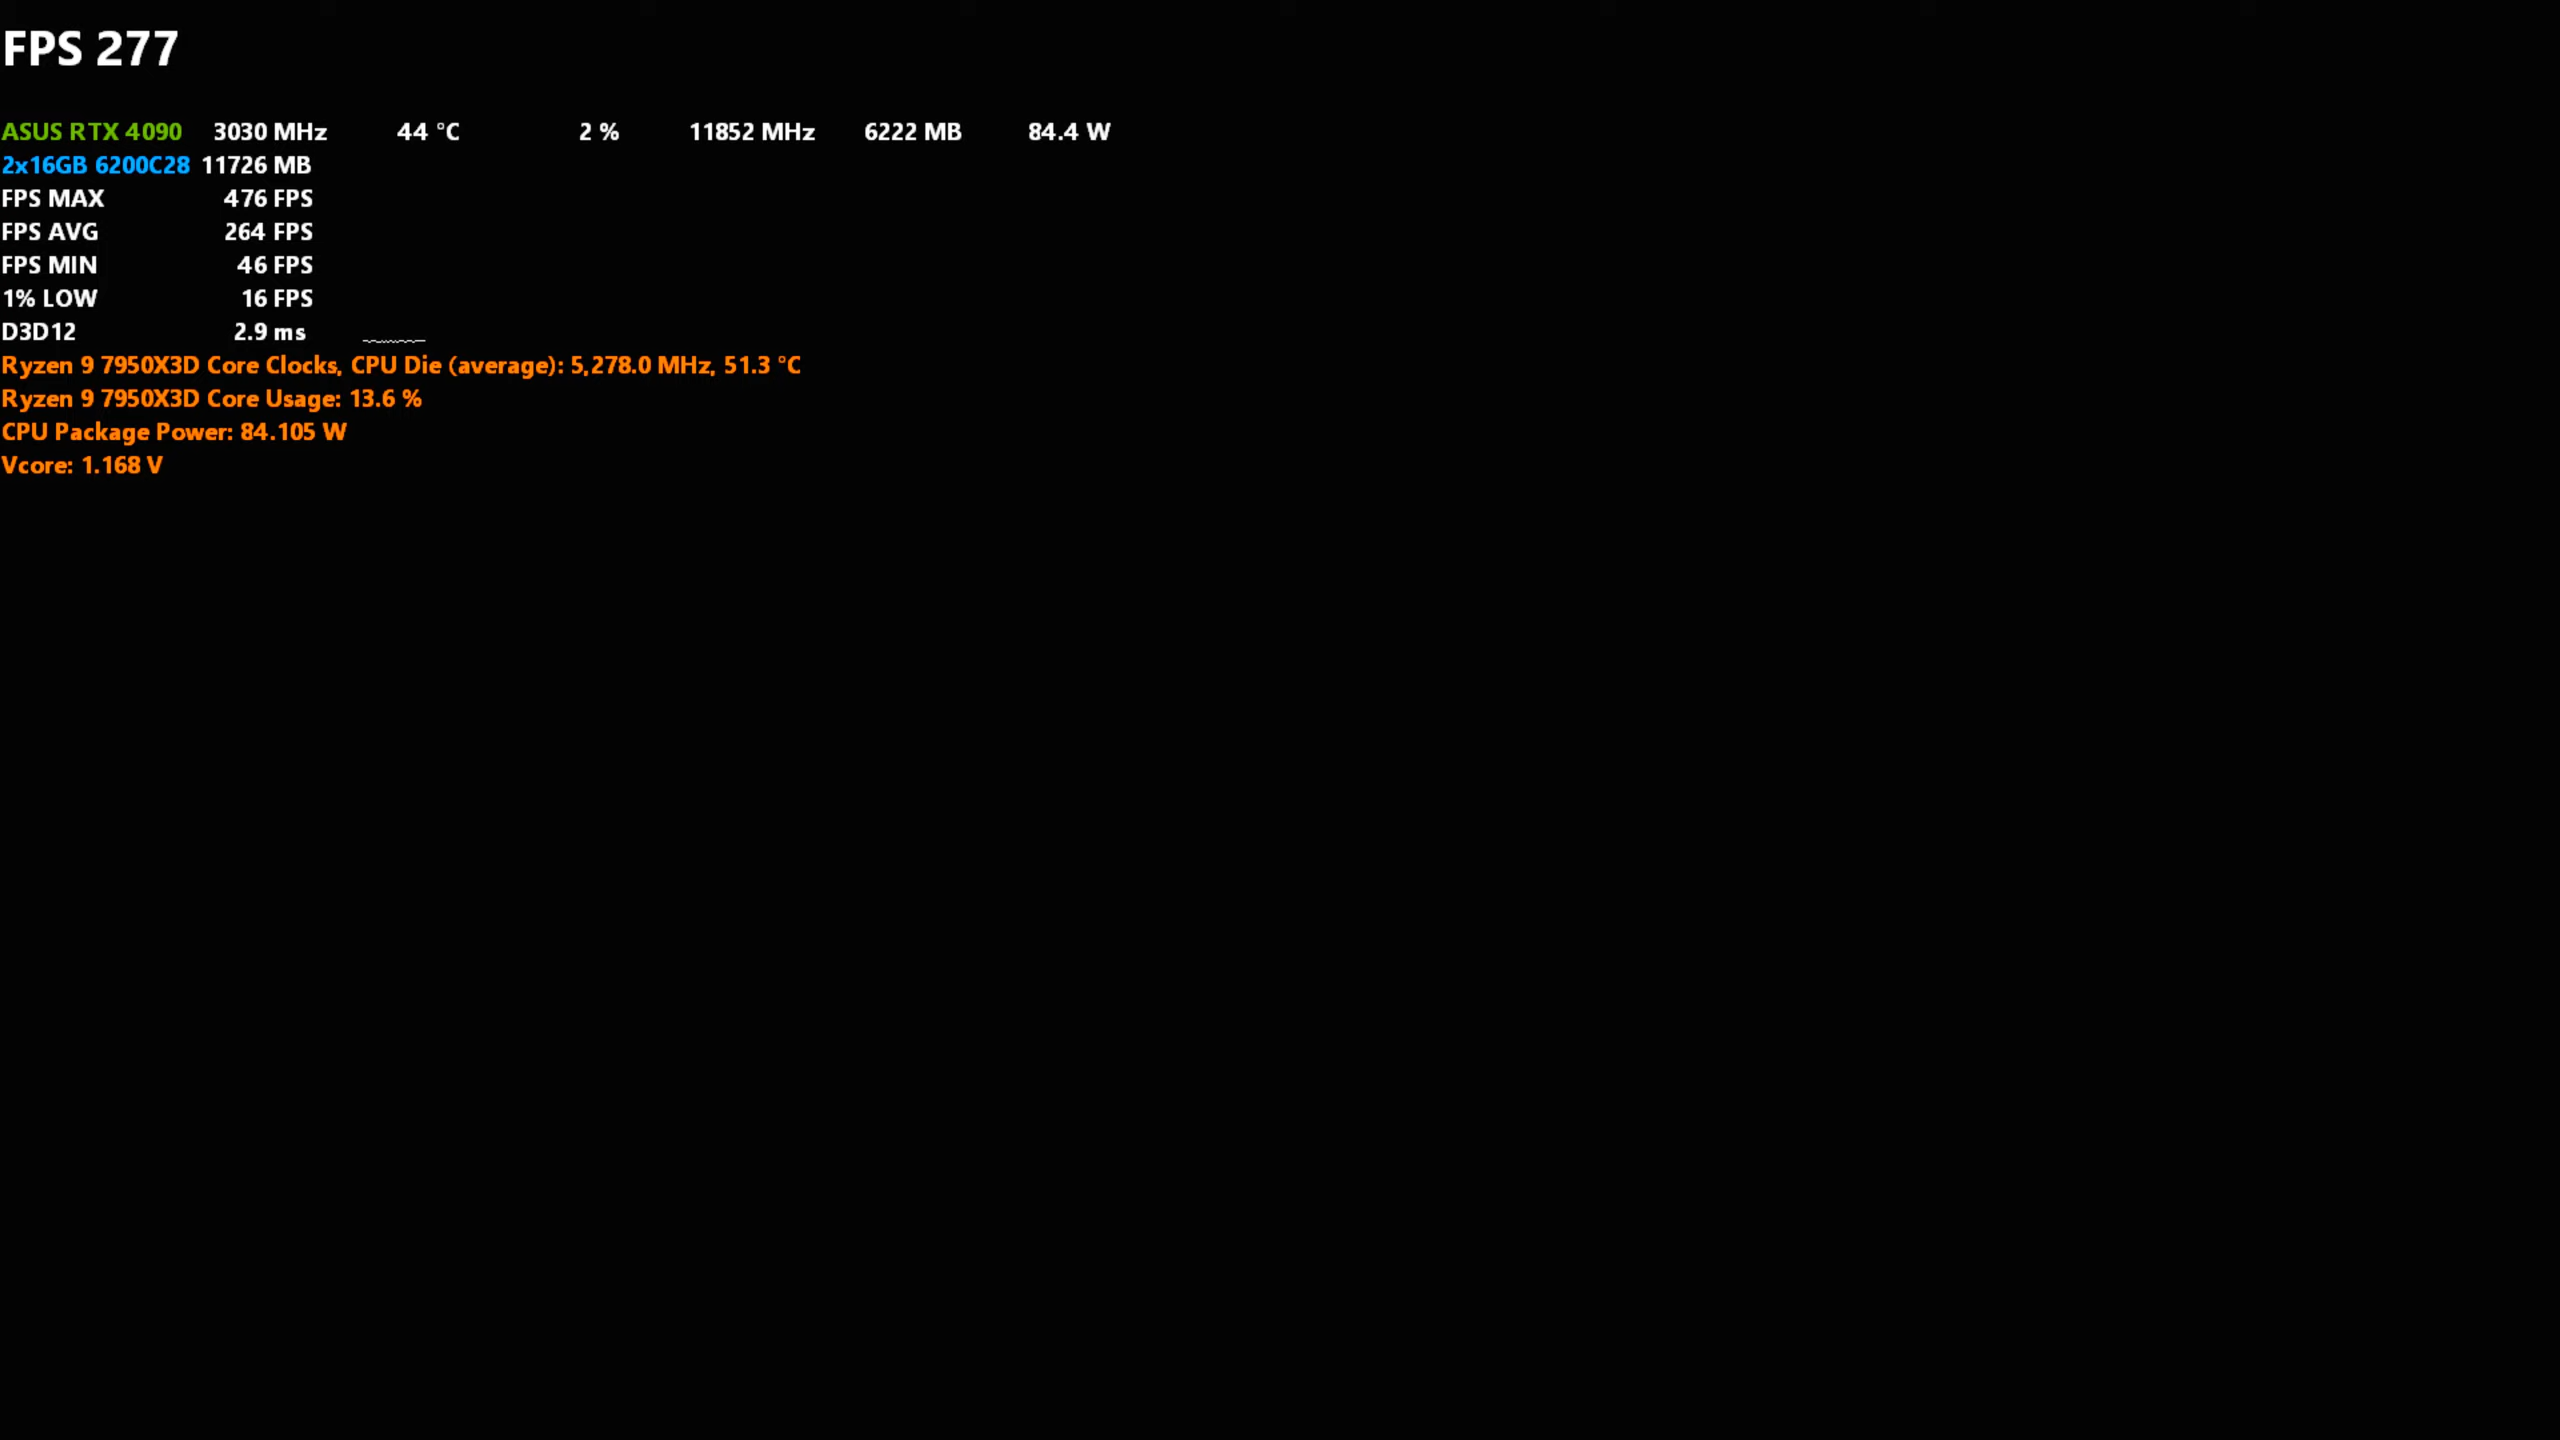 FPS 277
ASUS RTX 4090 3030 MHz 44 °C 2 % 11852 MHz 6222 MB 84.4 W
2x16GB 6200C28 11726 MB
FPS MAX 476 FPS
FPS AVG 264 FPS
FPS MIN 46 FPS
1% LOW 16 FPS
D3D12 2.9 ms
Ryzen 9 7950X3D Core Clocks, CPU Die (average): 5,278.0 MHz, 51.3 °C
Ryzen 9 7950X3D Core Usage: 13.6 %
CPU Package Power: 84.105 W
Vcore: 1.168 V